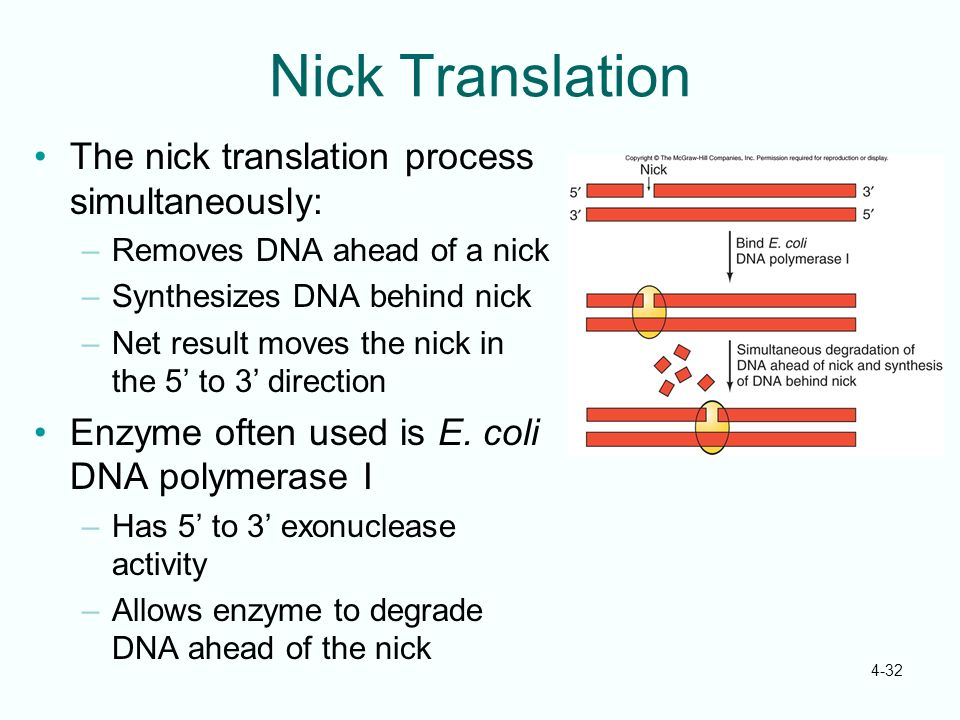 Nick Translation
• The nick translation process
simultaneously:
– Removes DNA ahead of a nick
– Synthesizes DNA behind nick
– Net result moves the nick in
the 5’ to 3’ direction
• Enzyme often used is E. coli
DNA polymerase I
– Has 5’ to 3’ exonuclease
activity
– Allows enzyme to degrade
DNA ahead of the nick
Copyright © The McGraw-Hill Companies, Inc. Permission required for reproduction or display.
Nick
5′ 3′
3′ 5′
Bind E. coli
DNA polymerase I
Simultaneous degradation of
DNA ahead of nick and synthesis
of DNA behind nick
4-32